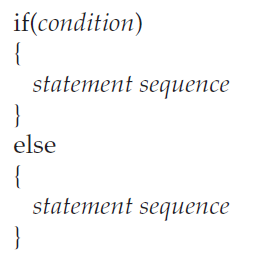 if(condition)
{
statement sequence
}
else
{
statement sequence
}